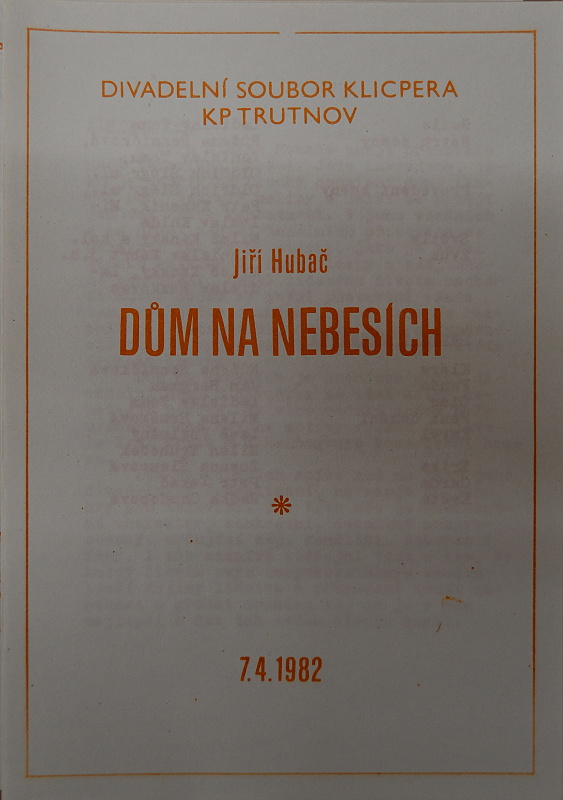 DIVADELNÍ SOUBOR KLICPERA
KP TRUTNOV
Jiří Hubač
DŮM NA NEBESÍCH
*
7. 4. 1982